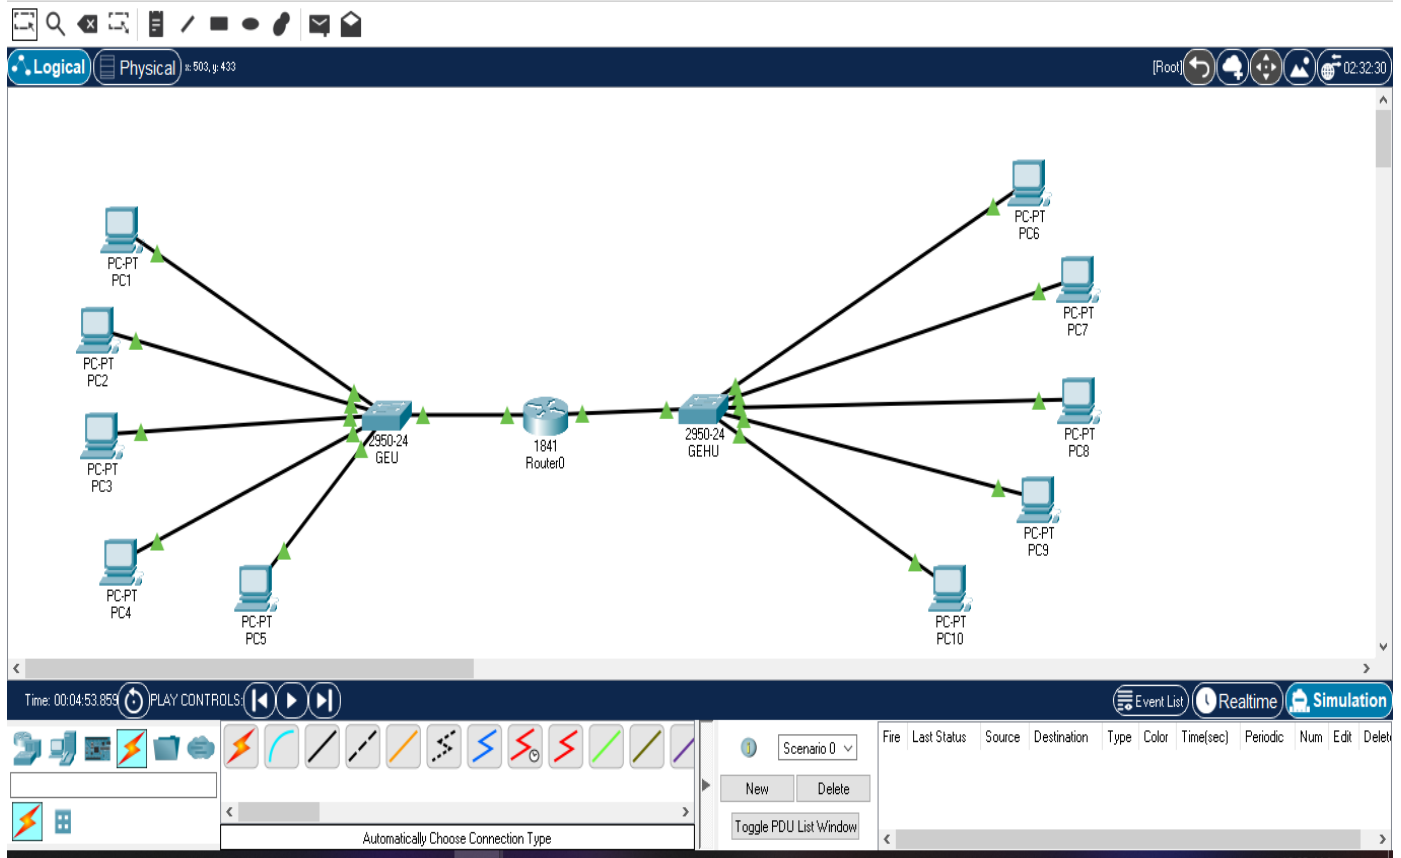 Logical Physical x: 503, y: 433 [Root] 02:32:30
PC-PT
PC1
PC-PT
PC2
PC-PT
PC3
PC-PT
PC4
PC-PT
PC5
2950-24
GEU
1841
Router0
2950-24
GEHU
PC-PT
PC6
PC-PT
PC7
PC-PT
PC8
PC-PT
PC9
PC-PT
PC10
Time: 00:04:53.859 PLAY CONTROLS: Event List Realtime Simulation
1 Scenario 0
New Delete
Toggle PDU List Window
Fire Last Status Source Destination Type Color Time(sec) Periodic Num Edit Delet
Automatically Choose Connection Type